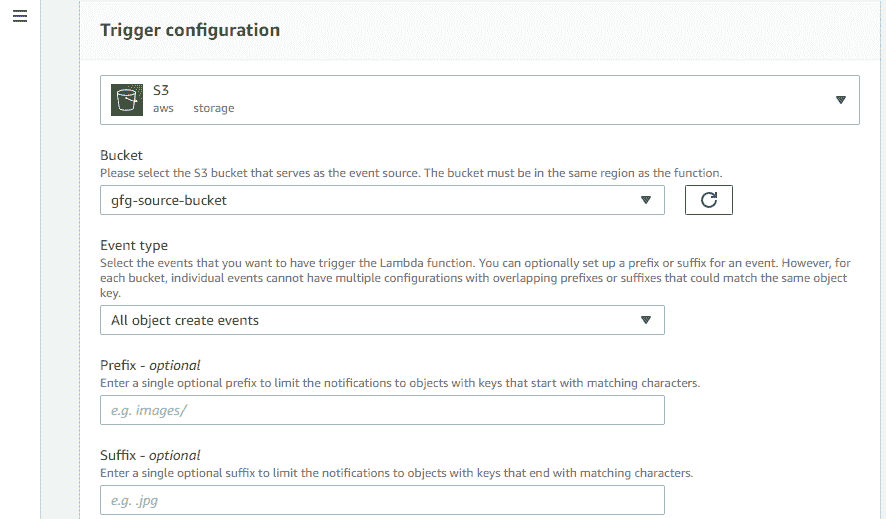 Trigger configuration
S3
aws storage
Bucket
Please select the S3 bucket that serves as the event source. The bucket must be in the same region as the function.
gfg-source-bucket
Event type
Select the events that you want to have trigger the Lambda function. You can optionally set up a prefix or suffix for an event. However, for
each bucket, individual events cannot have multiple configurations with overlapping prefixes or suffixes that could match the same object
key.
All object create events
Prefix - optional
Enter a single optional prefix to limit the notifications to objects with keys that start with matching characters.
e.g. images/
Suffix - optional
Enter a single optional suffix to limit the notifications to objects with keys that end with matching characters.
e.g. .jpg